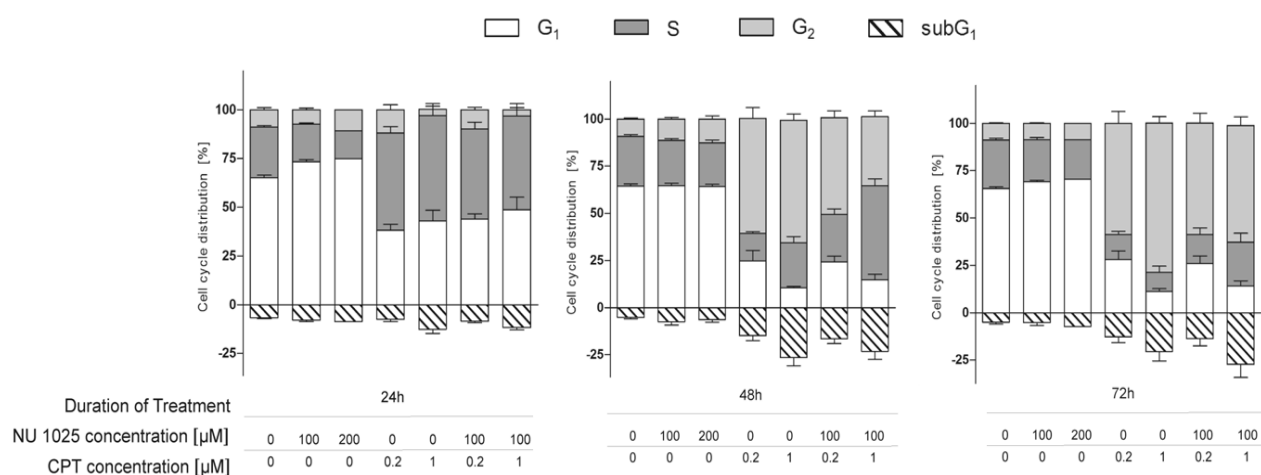 G₁ S G₂ subG₁
Cell cycle distribution [%]
100
75
50
25
0
-25
Cell cycle distribution [%]
100
75
50
25
0
-25
Cell cycle distribution [%]
100
75
50
25
0
-25
Duration of Treatment 24h 48h 72h
NU 1025 concentration [µM] 0 100 200 0 0 100 100 0 100 200 0 0 100 100 0 100 200 0 0 100 100
CPT concentration [µM] 0 0 0 0.2 1 0.2 1 0 0 0 0.2 1 0.2 1 0 0 0 0.2 1 0.2 1